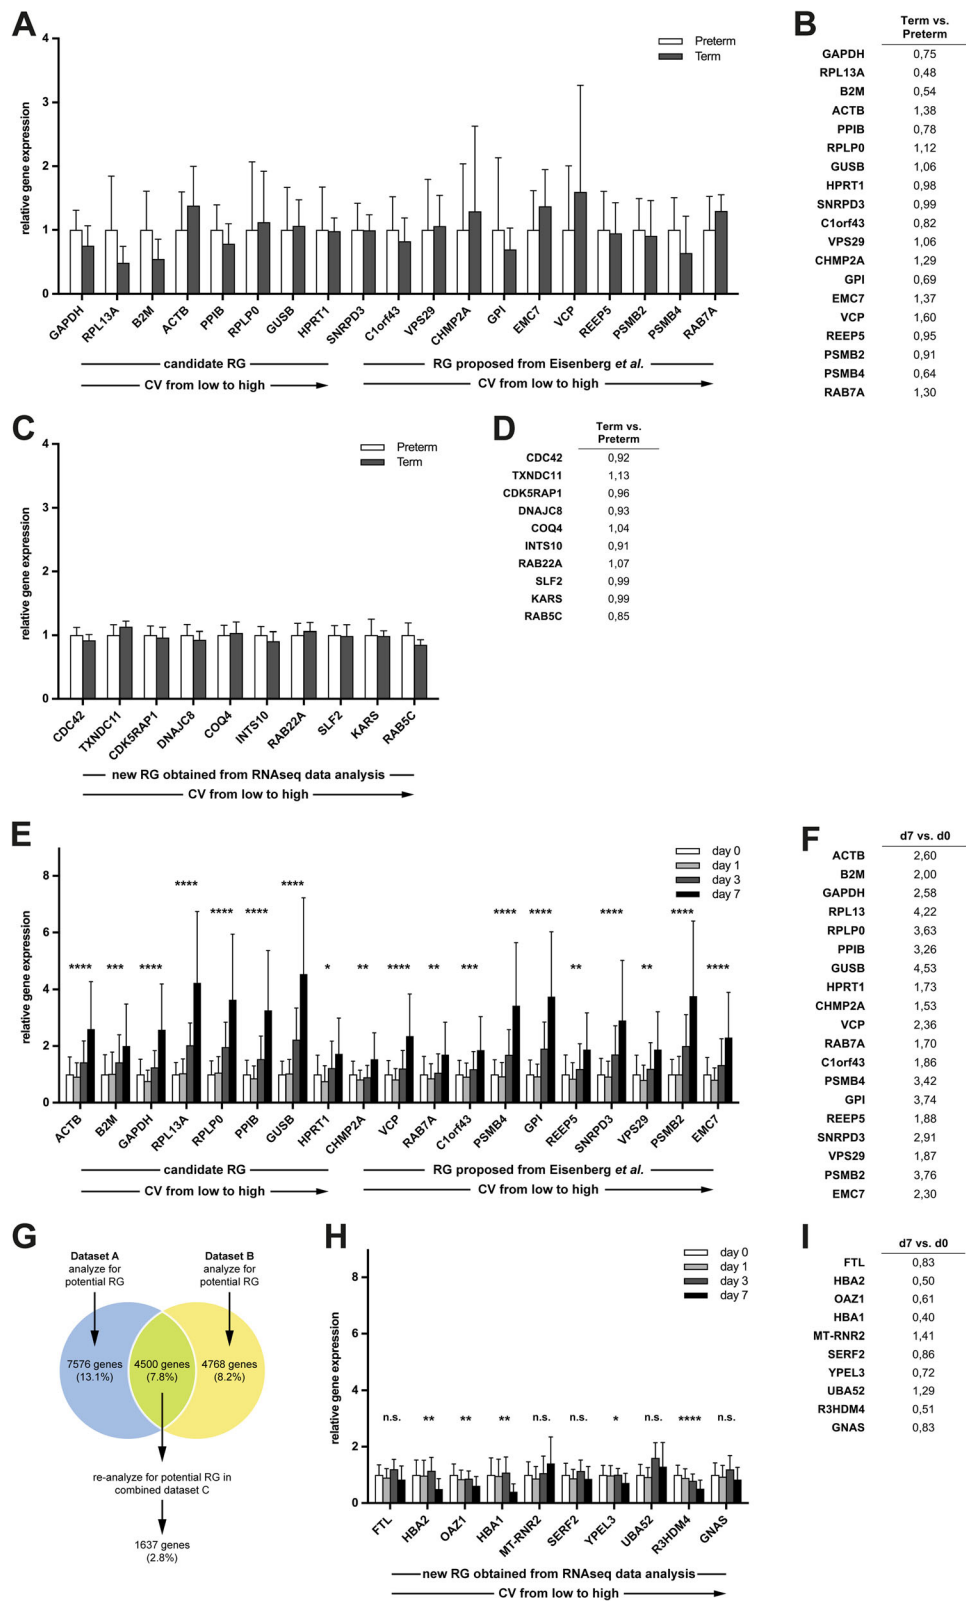 A
relative gene expression
4
3
2
1
0
Preterm
Term
GAPDH
RPL13A
B2M
ACTB
PPIB
RPLP0
GUSB
HPRT1
SNRPD3
C1orf43
VPS29
CHMP2A
GPI
EMC7
VCP
REEP5
PSMB2
PSMB4
RAB7A
candidate RG
RG proposed from Eisenberg et al.
CV from low to high
CV from low to high
B
Term vs.
Preterm
GAPDH 0,75
RPL13A 0,48
B2M 0,54
ACTB 1,38
PPIB 0,78
RPLP0 1,12
GUSB 1,06
HPRT1 0,98
SNRPD3 0,99
C1orf43 0,82
VPS29 1,06
CHMP2A 1,29
GPI 0,69
EMC7 1,37
VCP 1,60
REEP5 0,95
PSMB2 0,91
PSMB4 0,64
RAB7A 1,30
C
relative gene expression
4
3
2
1
0
Preterm
Term
CDC42
TXNDC11
CDK5RAP1
DNAJC8
COQ4
INTS10
RAB22A
SLF2
KARS
RAB5C
new RG obtained from RNAseq data analysis
CV from low to high
D
Term vs.
Preterm
CDC42 0,92
TXNDC11 1,13
CDK5RAP1 0,96
DNAJC8 0,93
COQ4 1,04
INTS10 0,91
RAB22A 1,07
SLF2 0,99
KARS 0,99
RAB5C 0,85
E
relative gene expression
8
6
4
2
0
day 0
day 1
day 3
day 7
**** *** **** **** **** **** **** * ** **** ** *** **** **** ** **** ** **** ****
ACTB
B2M
GAPDH
RPL13A
RPLP0
PPIB
GUSB
HPRT1
CHMP2A
VCP
RAB7A
C1orf43
PSMB4
GPI
REEP5
SNRPD3
VPS29
PSMB2
EMC7
candidate RG
RG proposed from Eisenberg et al.
CV from low to high
CV from low to high
F
d7 vs. d0
ACTB 2,60
B2M 2,00
GAPDH 2,58
RPL13 4,22
RPLP0 3,63
PPIB 3,26
GUSB 4,53
HPRT1 1,73
CHMP2A 1,53
VCP 2,36
RAB7A 1,70
C1orf43 1,86
PSMB4 3,42
GPI 3,74
REEP5 1,88
SNRPD3 2,91
VPS29 1,87
PSMB2 3,76
EMC7 2,30
G
Dataset A
analyze for
potential RG
Dataset B
analyze for
potential RG
7576 genes
(13.1%)
4500 genes
(7.8%)
4768 genes
(8.2%)
re-analyze for potential RG in
combined dataset C
1637 genes
(2.8%)
H
relative gene expression
8
6
4
2
0
day 0
day 1
day 3
day 7
n.s. ** ** ** n.s. n.s. * n.s. **** n.s.
FTL
HBA2
OAZ1
HBA1
MT-RNR2
SERF2
YPEL3
UBA52
R3HDM4
GNAS
new RG obtained from RNAseq data analysis
CV from low to high
I
d7 vs. d0
FTL 0,83
HBA2 0,50
OAZ1 0,61
HBA1 0,40
MT-RNR2 1,41
SERF2 0,86
YPEL3 0,72
UBA52 1,29
R3HDM4 0,51
GNAS 0,83